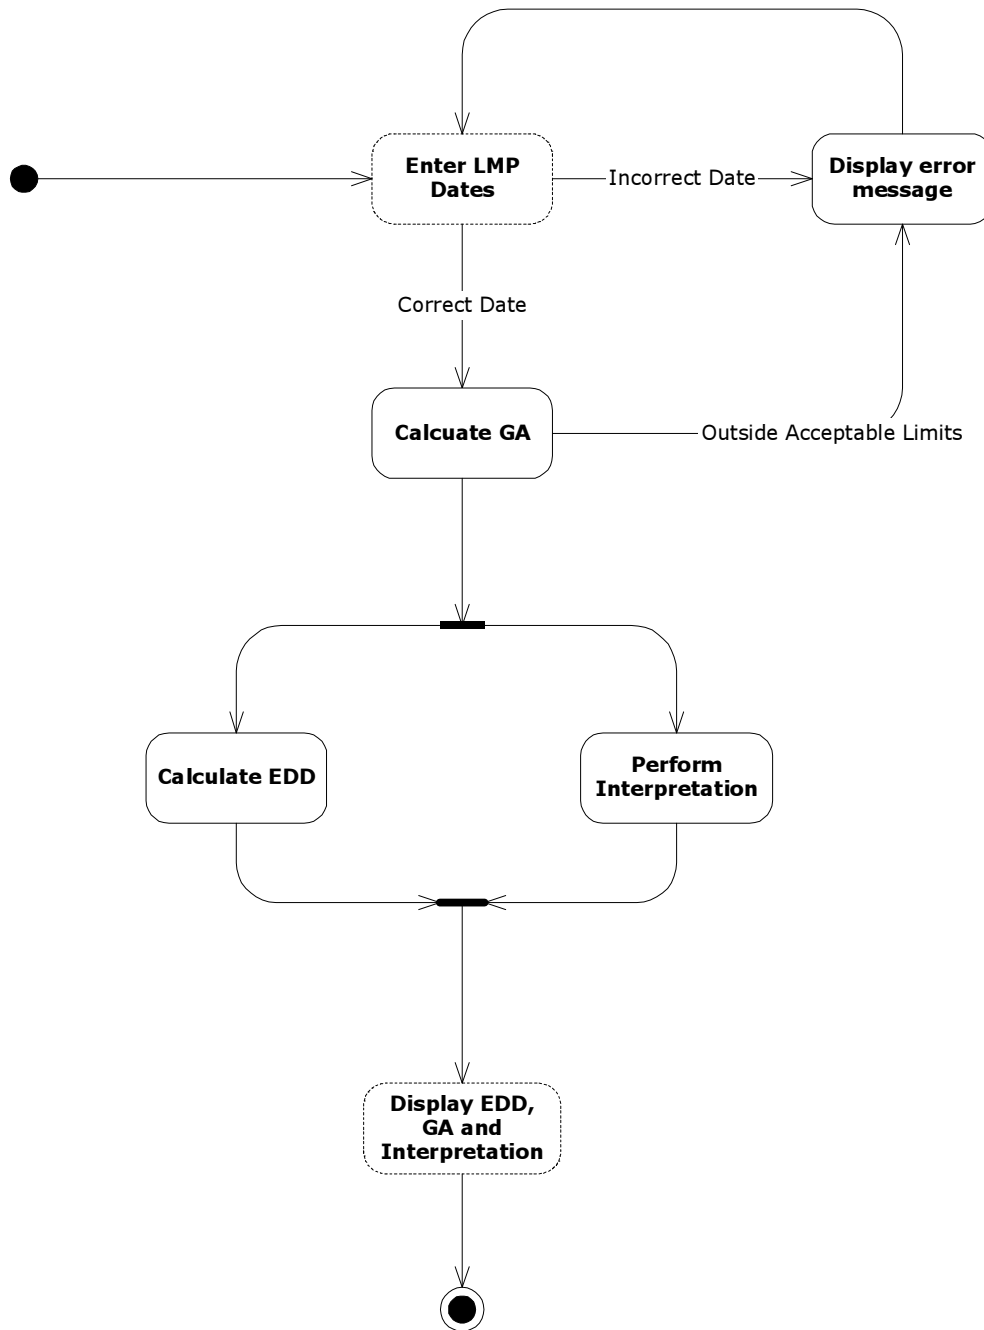 Enter LMP
Dates
Incorrect Date
Display error
message
Correct Date
Calcuate GA
Outside Acceptable Limits
Calculate EDD
Perform
Interpretation
Display EDD,
GA and
Interpretation